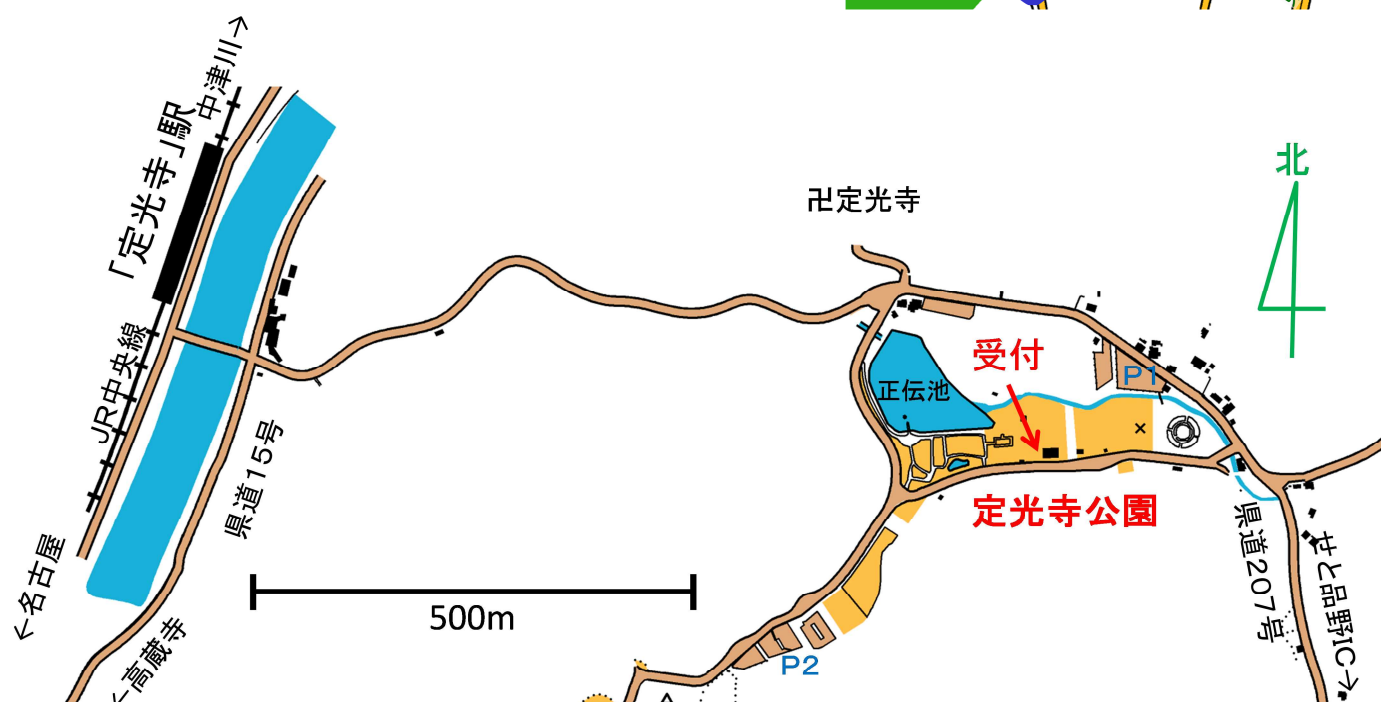 中津川→
「定光寺」駅
卍定光寺
北
JR中央線
受付
P1
正伝池
県道15号
定光寺公園
←名古屋
500m
県道207号
せと品野IC→
←高蔵寺
P2